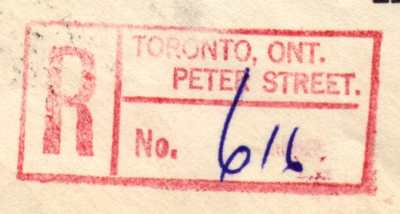 R
TORONTO, ONT.
PETER STREET.
No. 616